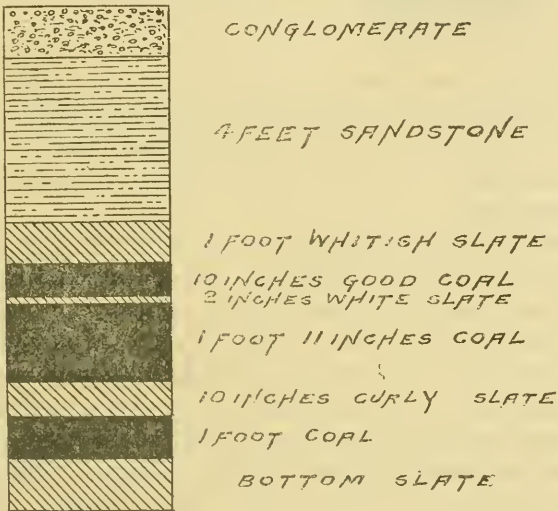 CONGLOMERATE
4 FEET SANDSTONE
1 FOOT WHITISH SLATE
10 INCHES GOOD COAL
2 INCHES WHITE SLATE
1 FOOT 11 INCHES COAL
10 INCHES CURLY SLATE
1 FOOT COAL
BOTTOM SLATE